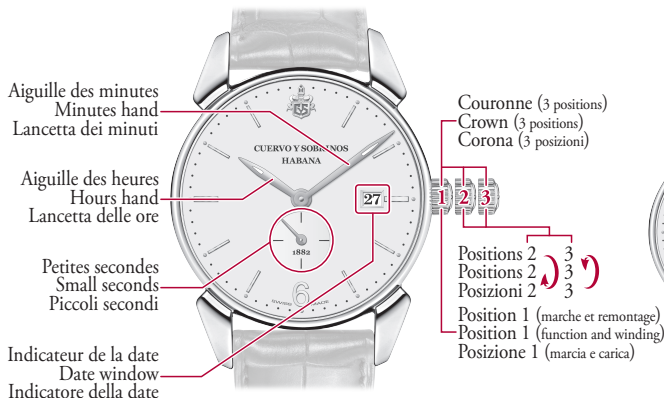 Aiguille des minutes
Minutes hand
Lancetta dei minuti
Aiguille des heures
Hours hand
Lancetta delle ore
Petites secondes
Small seconds
Piccoli secondi
Indicateur de la date
Date window
Indicatore della date
CUERVO Y SOBRINOS
HABANA
27
1882
6
SWISS MADE
1 2 3
Couronne (3 positions)
Crown (3 positions)
Corona (3 posizioni)
Positions 2 3
Positions 2 3
Posizioni 2 3
Position 1 (marche et remontage)
Position 1 (function and winding)
Posizione 1 (marcia e carica)